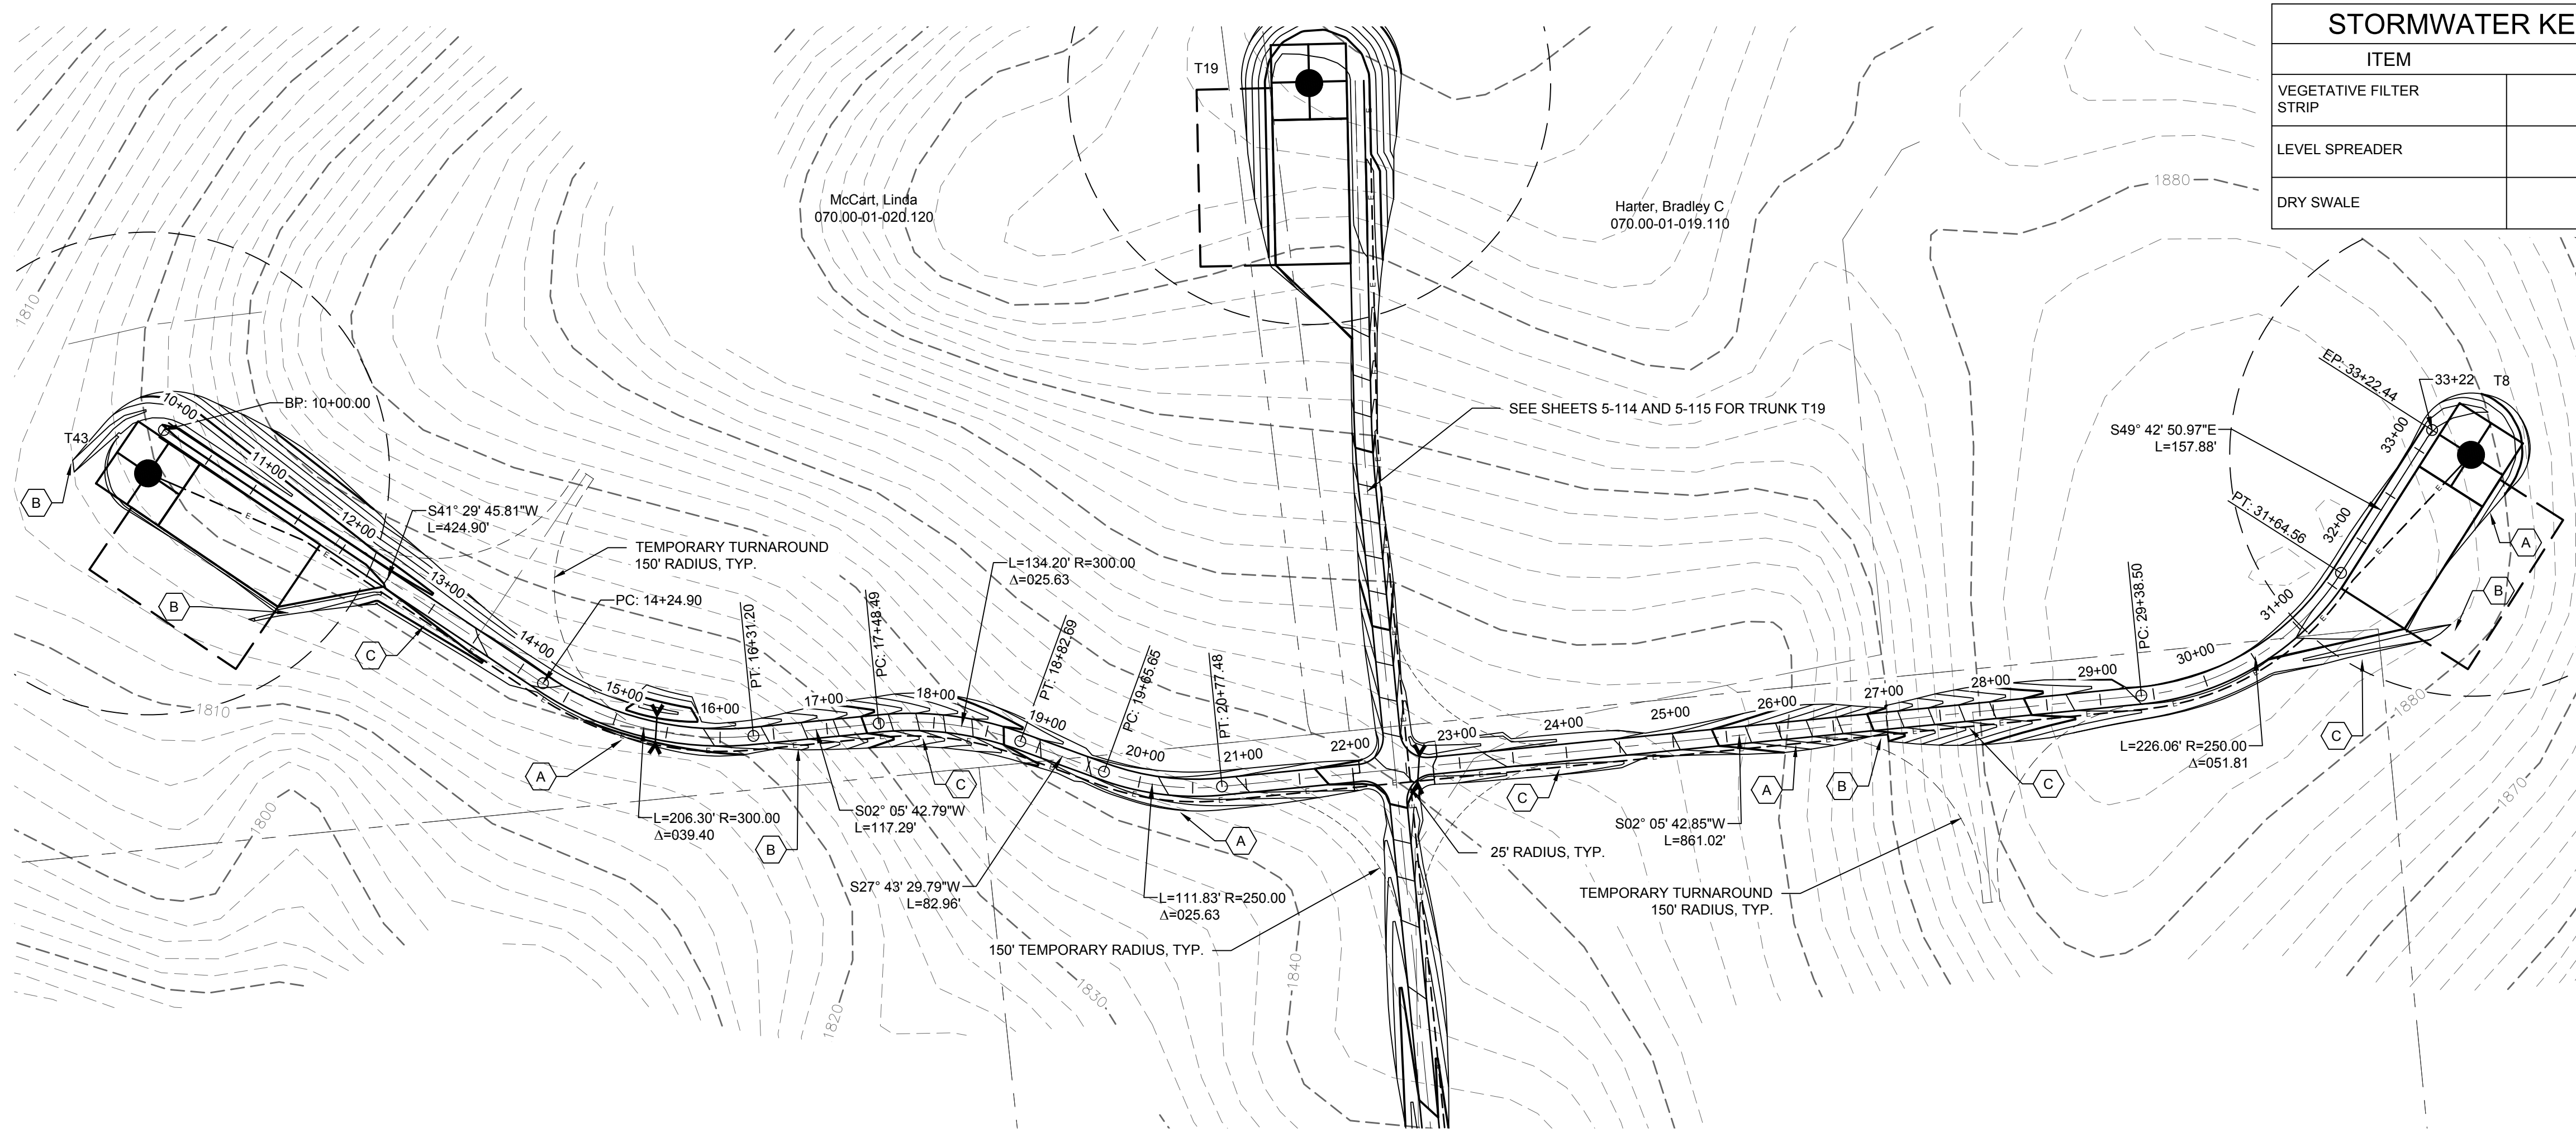 STORMWATER KE
ITEM
VEGETATIVE FILTER
STRIP
LEVEL SPREADER
DRY SWALE
T19
McCart, Linda
070.00-01-020.120
Harter, Bradley C
070.00-01-019.110
1880
1810
T43
10+00
BP: 10+00.00
11+00
12+00
13+00
14+00
B
B
C
S41° 29' 45.81"W
L=424.90'
TEMPORARY TURNAROUND
150' RADIUS, TYP.
PC: 14+24.90
L=134.20' R=300.00
Δ=025.63
SEE SHEETS 5-114 AND 5-115 FOR TRUNK T19
EP: 33+22.44
33+22
T8
S49° 42' 50.97"E
L=157.88'
33+00
32+00
31+00
PT: 31+64.56
A
B
C
PT: 16+31.20
PC: 17+48.49
PT: 18+82.69
PC: 19+65.65
PT: 20+77.48
PC: 29+38.50
15+00
16+00
17+00
18+00
19+00
20+00
21+00
22+00
23+00
24+00
25+00
26+00
27+00
28+00
29+00
30+00
1810
1800
A
L=206.30' R=300.00
Δ=039.40
B
S02° 05' 42.79"W
L=117.29'
C
S27° 43' 29.79"W
L=82.96'
A
L=111.83' R=250.00
Δ=025.63
150' TEMPORARY RADIUS, TYP.
25' RADIUS, TYP.
C
S02° 05' 42.85"W
L=861.02'
A
B
C
TEMPORARY TURNAROUND
150' RADIUS, TYP.
L=226.06' R=250.00
Δ=051.81
1880
1870
1820
1830
1840
E
E
E
E
E
E
E
E
E
E